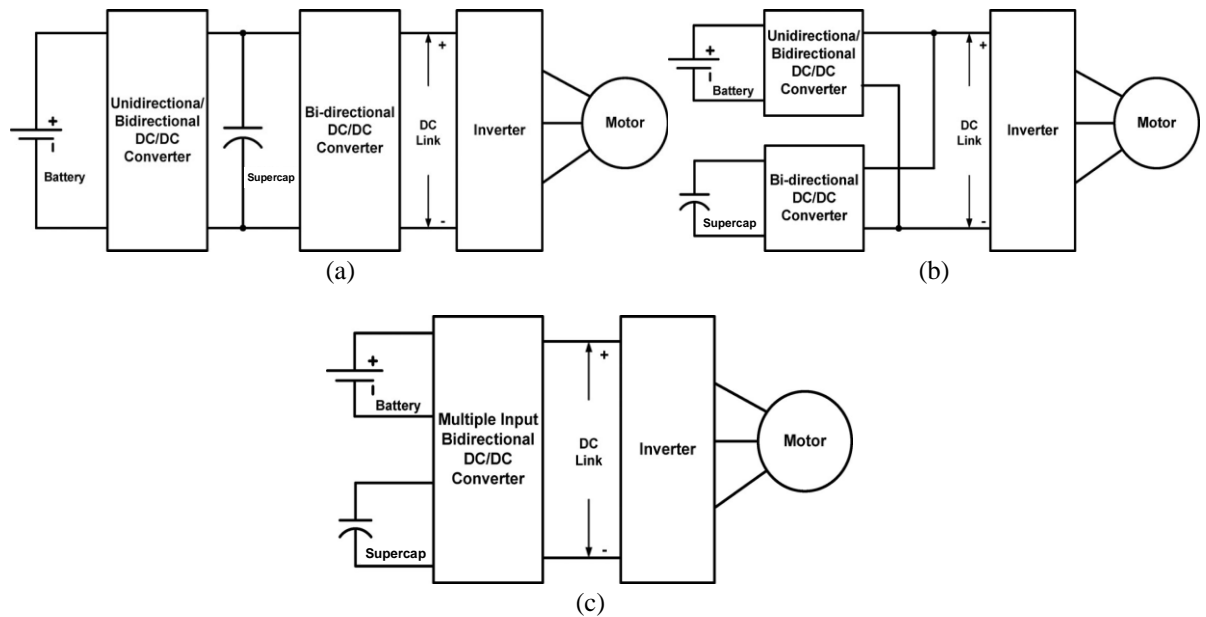 Battery
+
Unidirectiona/
Bidirectional
DC/DC
Converter
Supercap
Bi-directional
DC/DC
Converter
+
DC
Link
-
Inverter
Motor
(a)
Battery
+
Unidirectiona/
Bidirectional
DC/DC
Converter
Supercap
Bi-directional
DC/DC
Converter
+
DC
Link
-
Inverter
Motor
(b)
+
Battery
Supercap
Multiple Input
Bidirectional
DC/DC
Converter
+
DC
Link
-
Inverter
Motor
(c)